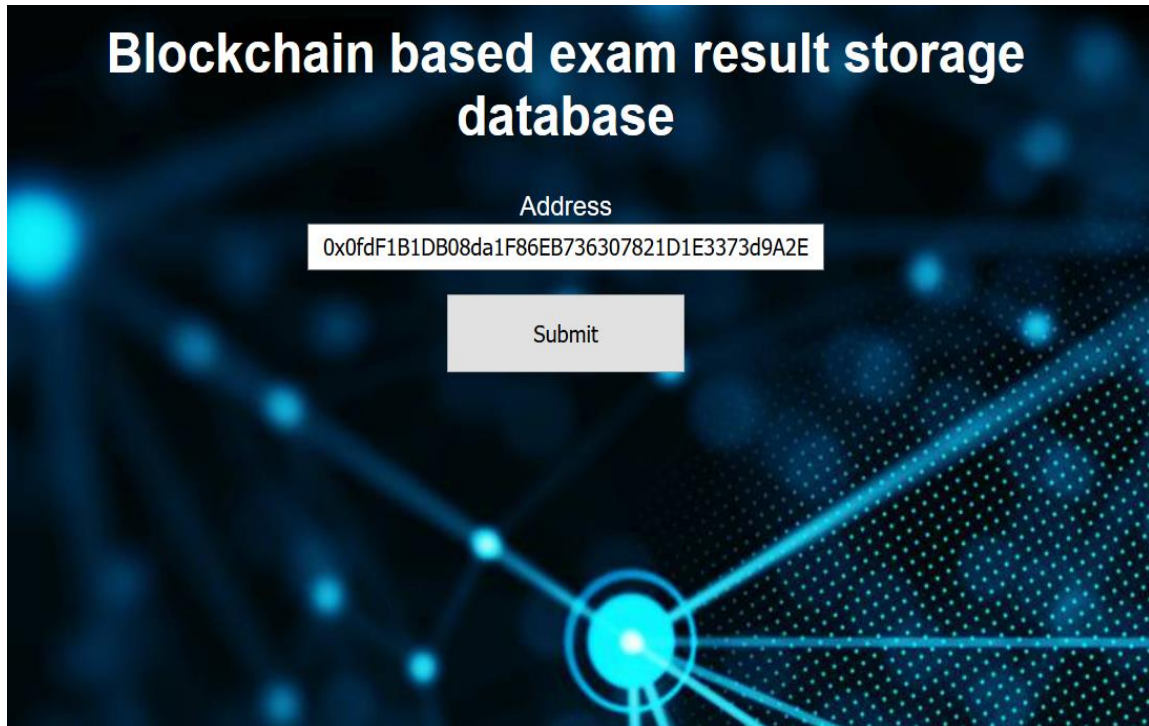 Blockchain based exam result storage
database
Address
0x0fdF1B1DB08da1F86EB736307821D1E3373d9A2E
Submit